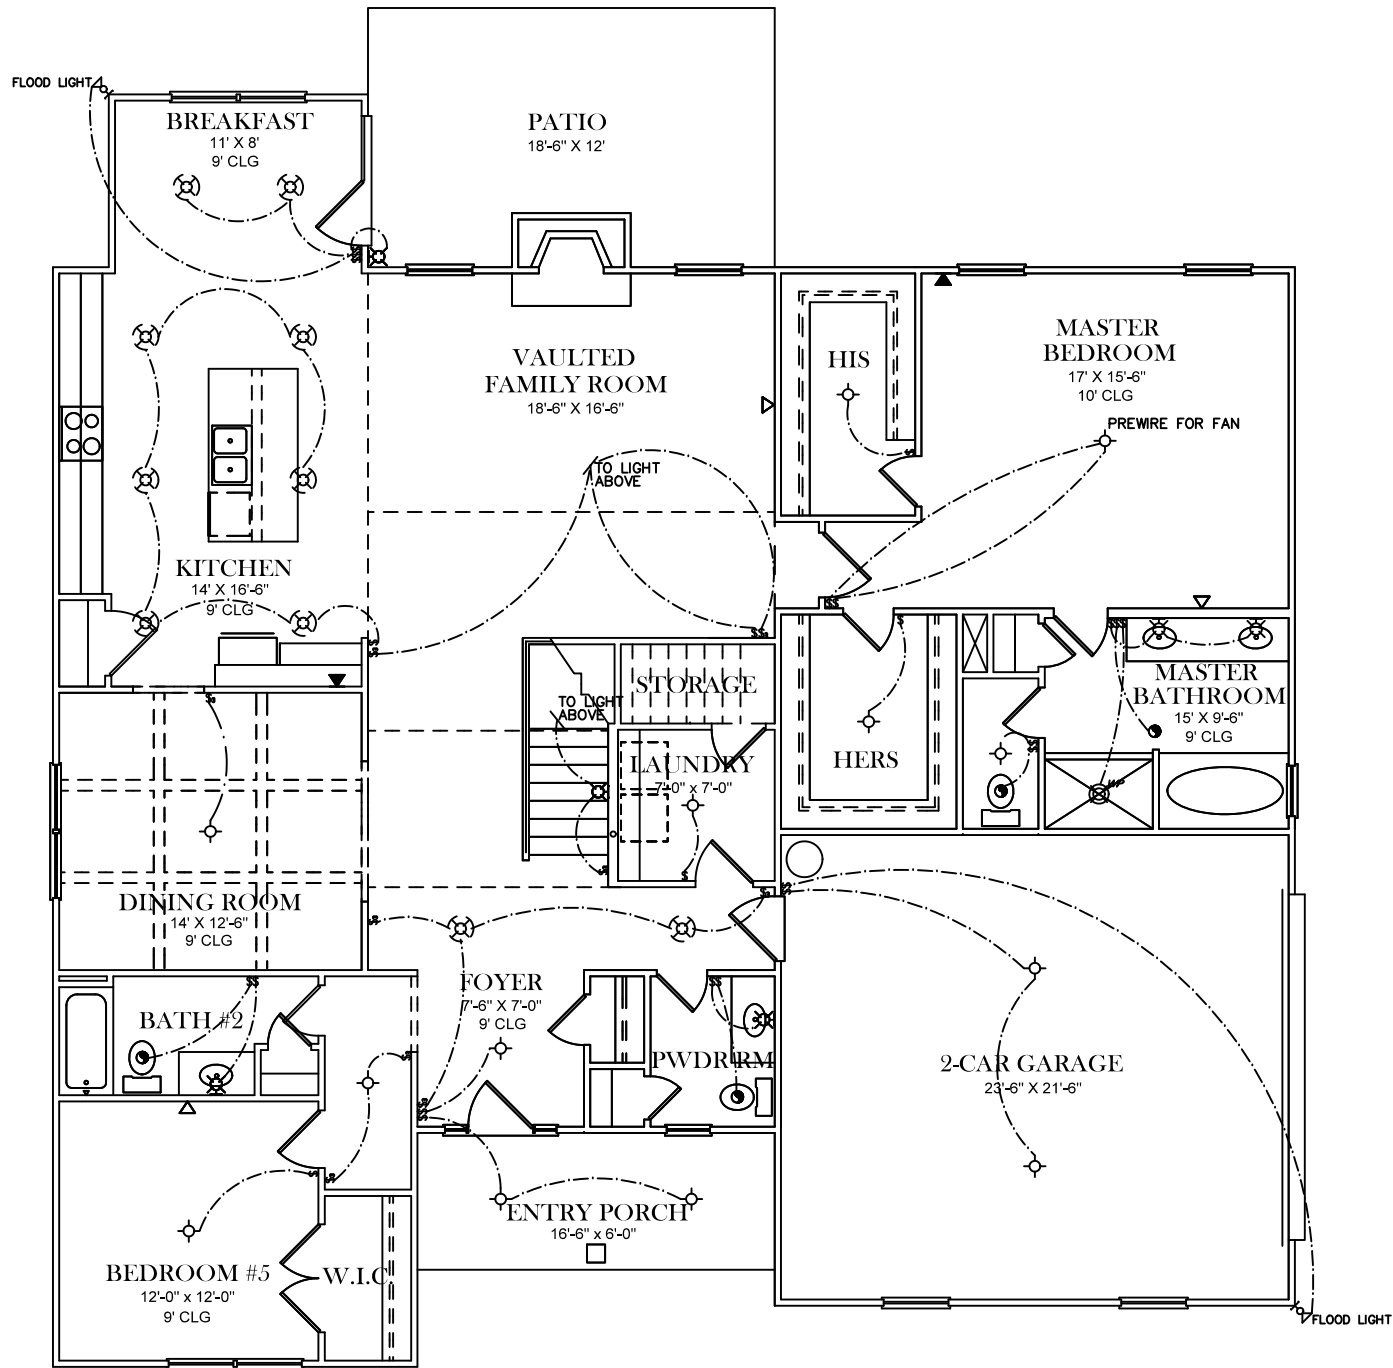 FLOOD LIGHT
BREAKFAST
11' X 8'
9' CLG
PATIO
18'-6" X 12'
VAULTED
FAMILY ROOM
18'-6" X 16'-6"
HIS
MASTER
BEDROOM
17' X 15'-6"
10' CLG
PREWIRE FOR FAN
TO LIGHT
ABOVE
KITCHEN
14' X 16'-6"
9' CLG
STORAGE
TO LIGHT
ABOVE
LAUNDRY
7'-0" x 7'-0"
HERS
MASTER
BATHROOM
15' X 9'-6"
9' CLG
WP
DINING ROOM
14' X 12'-6"
9' CLG
FOYER
7'-6" X 7'-0"
9' CLG
BATH #2
PWDR RM
2-CAR GARAGE
23'-6" X 21'-6"
ENTRY PORCH
16'-6" x 6'-0"
BEDROOM #5
12'-0" x 12'-0"
9' CLG
W.I.C.
FLOOD LIGHT